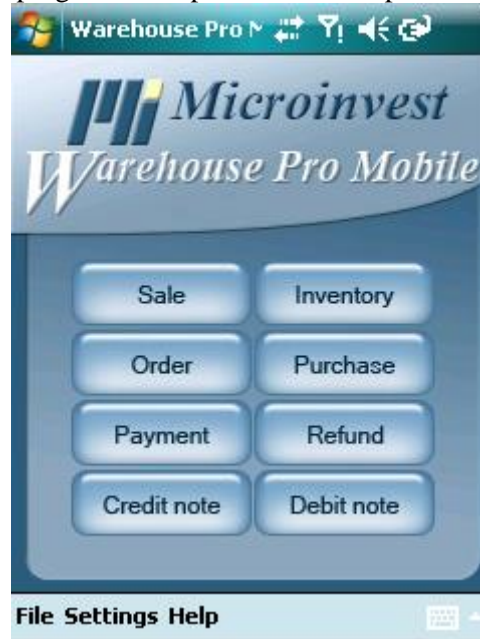 Warehouse Pro M
Microinvest
Warehouse Pro Mobile
Sale Inventory
Order Purchase
Payment Refund
Credit note Debit note
File Settings Help